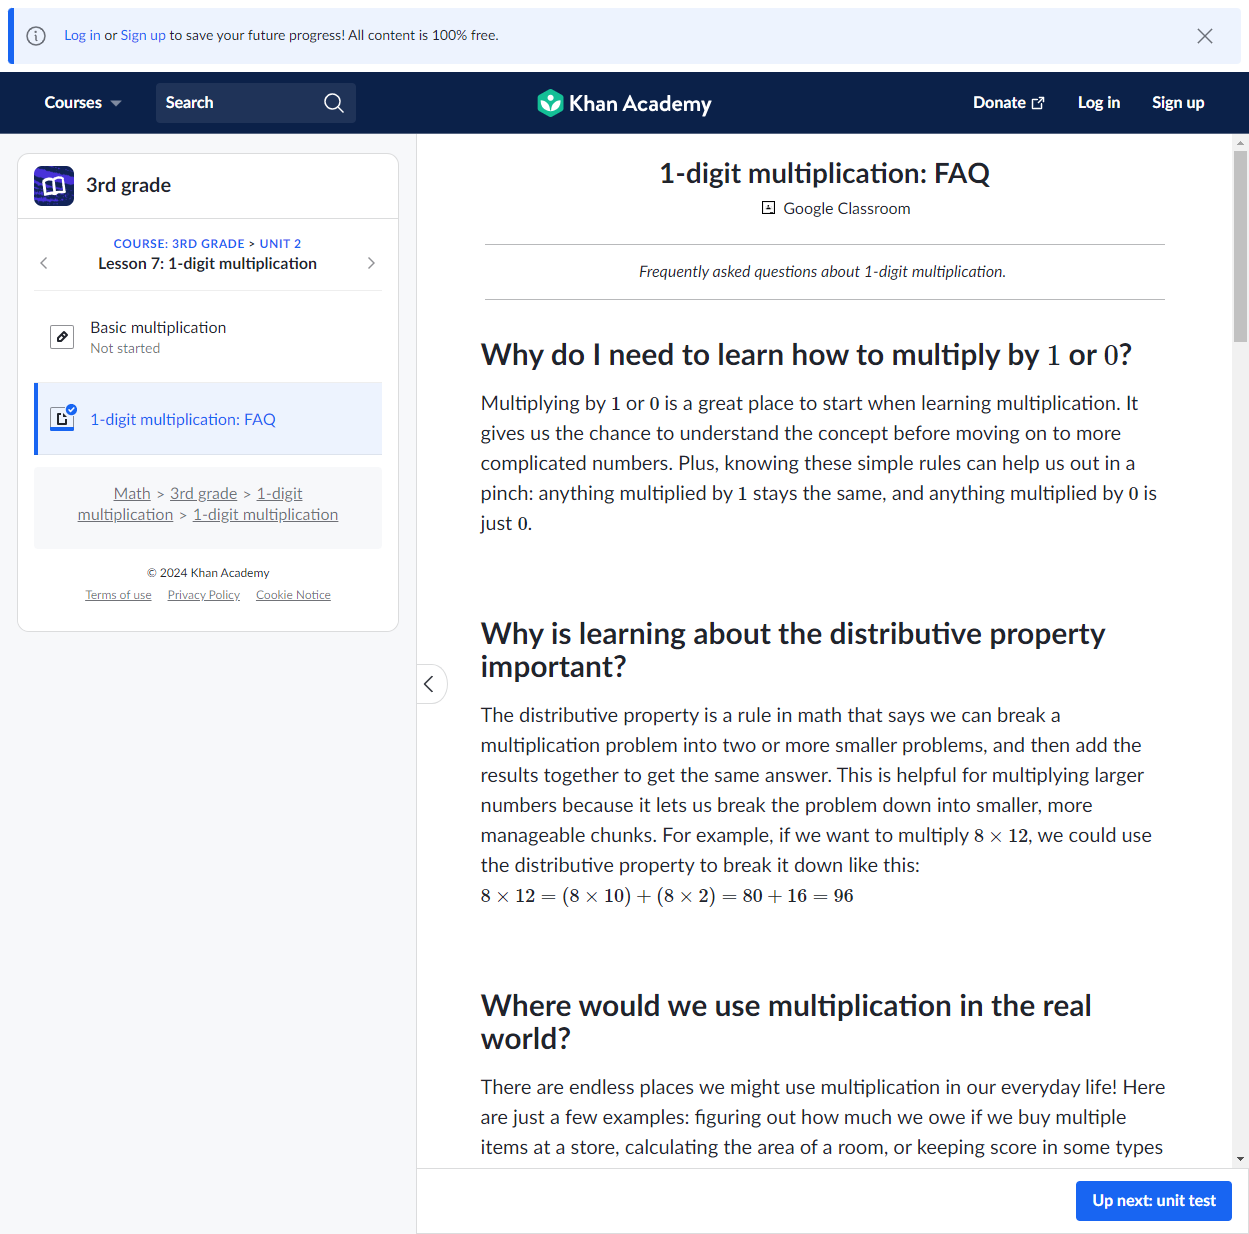 Log in or Sign up to save your future progress! All content is 100% free.
Courses
Search
Khan Academy
Donate
Log in
Sign up
3rd grade
COURSE: 3RD GRADE > UNIT 2
Lesson 7: 1-digit multiplication
Basic multiplication
Not started
1-digit multiplication: FAQ
Math > 3rd grade > 1-digit
multiplication > 1-digit multiplication
© 2024 Khan Academy
Terms of use Privacy Policy Cookie Notice
1-digit multiplication: FAQ
Google Classroom
Frequently asked questions about 1-digit multiplication.
Why do I need to learn how to multiply by 1 or 0?
Multiplying by 1 or 0 is a great place to start when learning multiplication. It
gives us the chance to understand the concept before moving on to more
complicated numbers. Plus, knowing these simple rules can help us out in a
pinch: anything multiplied by 1 stays the same, and anything multiplied by 0 is
just 0.
Why is learning about the distributive property
important?
The distributive property is a rule in math that says we can break a
multiplication problem into two or more smaller problems, and then add the
results together to get the same answer. This is helpful for multiplying larger
numbers because it lets us break the problem down into smaller, more
manageable chunks. For example, if we want to multiply 8 × 12, we could use
the distributive property to break it down like this:
8 × 12 = (8 × 10) + (8 × 2) = 80 + 16 = 96
Where would we use multiplication in the real
world?
There are endless places we might use multiplication in our everyday life! Here
are just a few examples: figuring out how much we owe if we buy multiple
items at a store, calculating the area of a room, or keeping score in some types
Up next: unit test